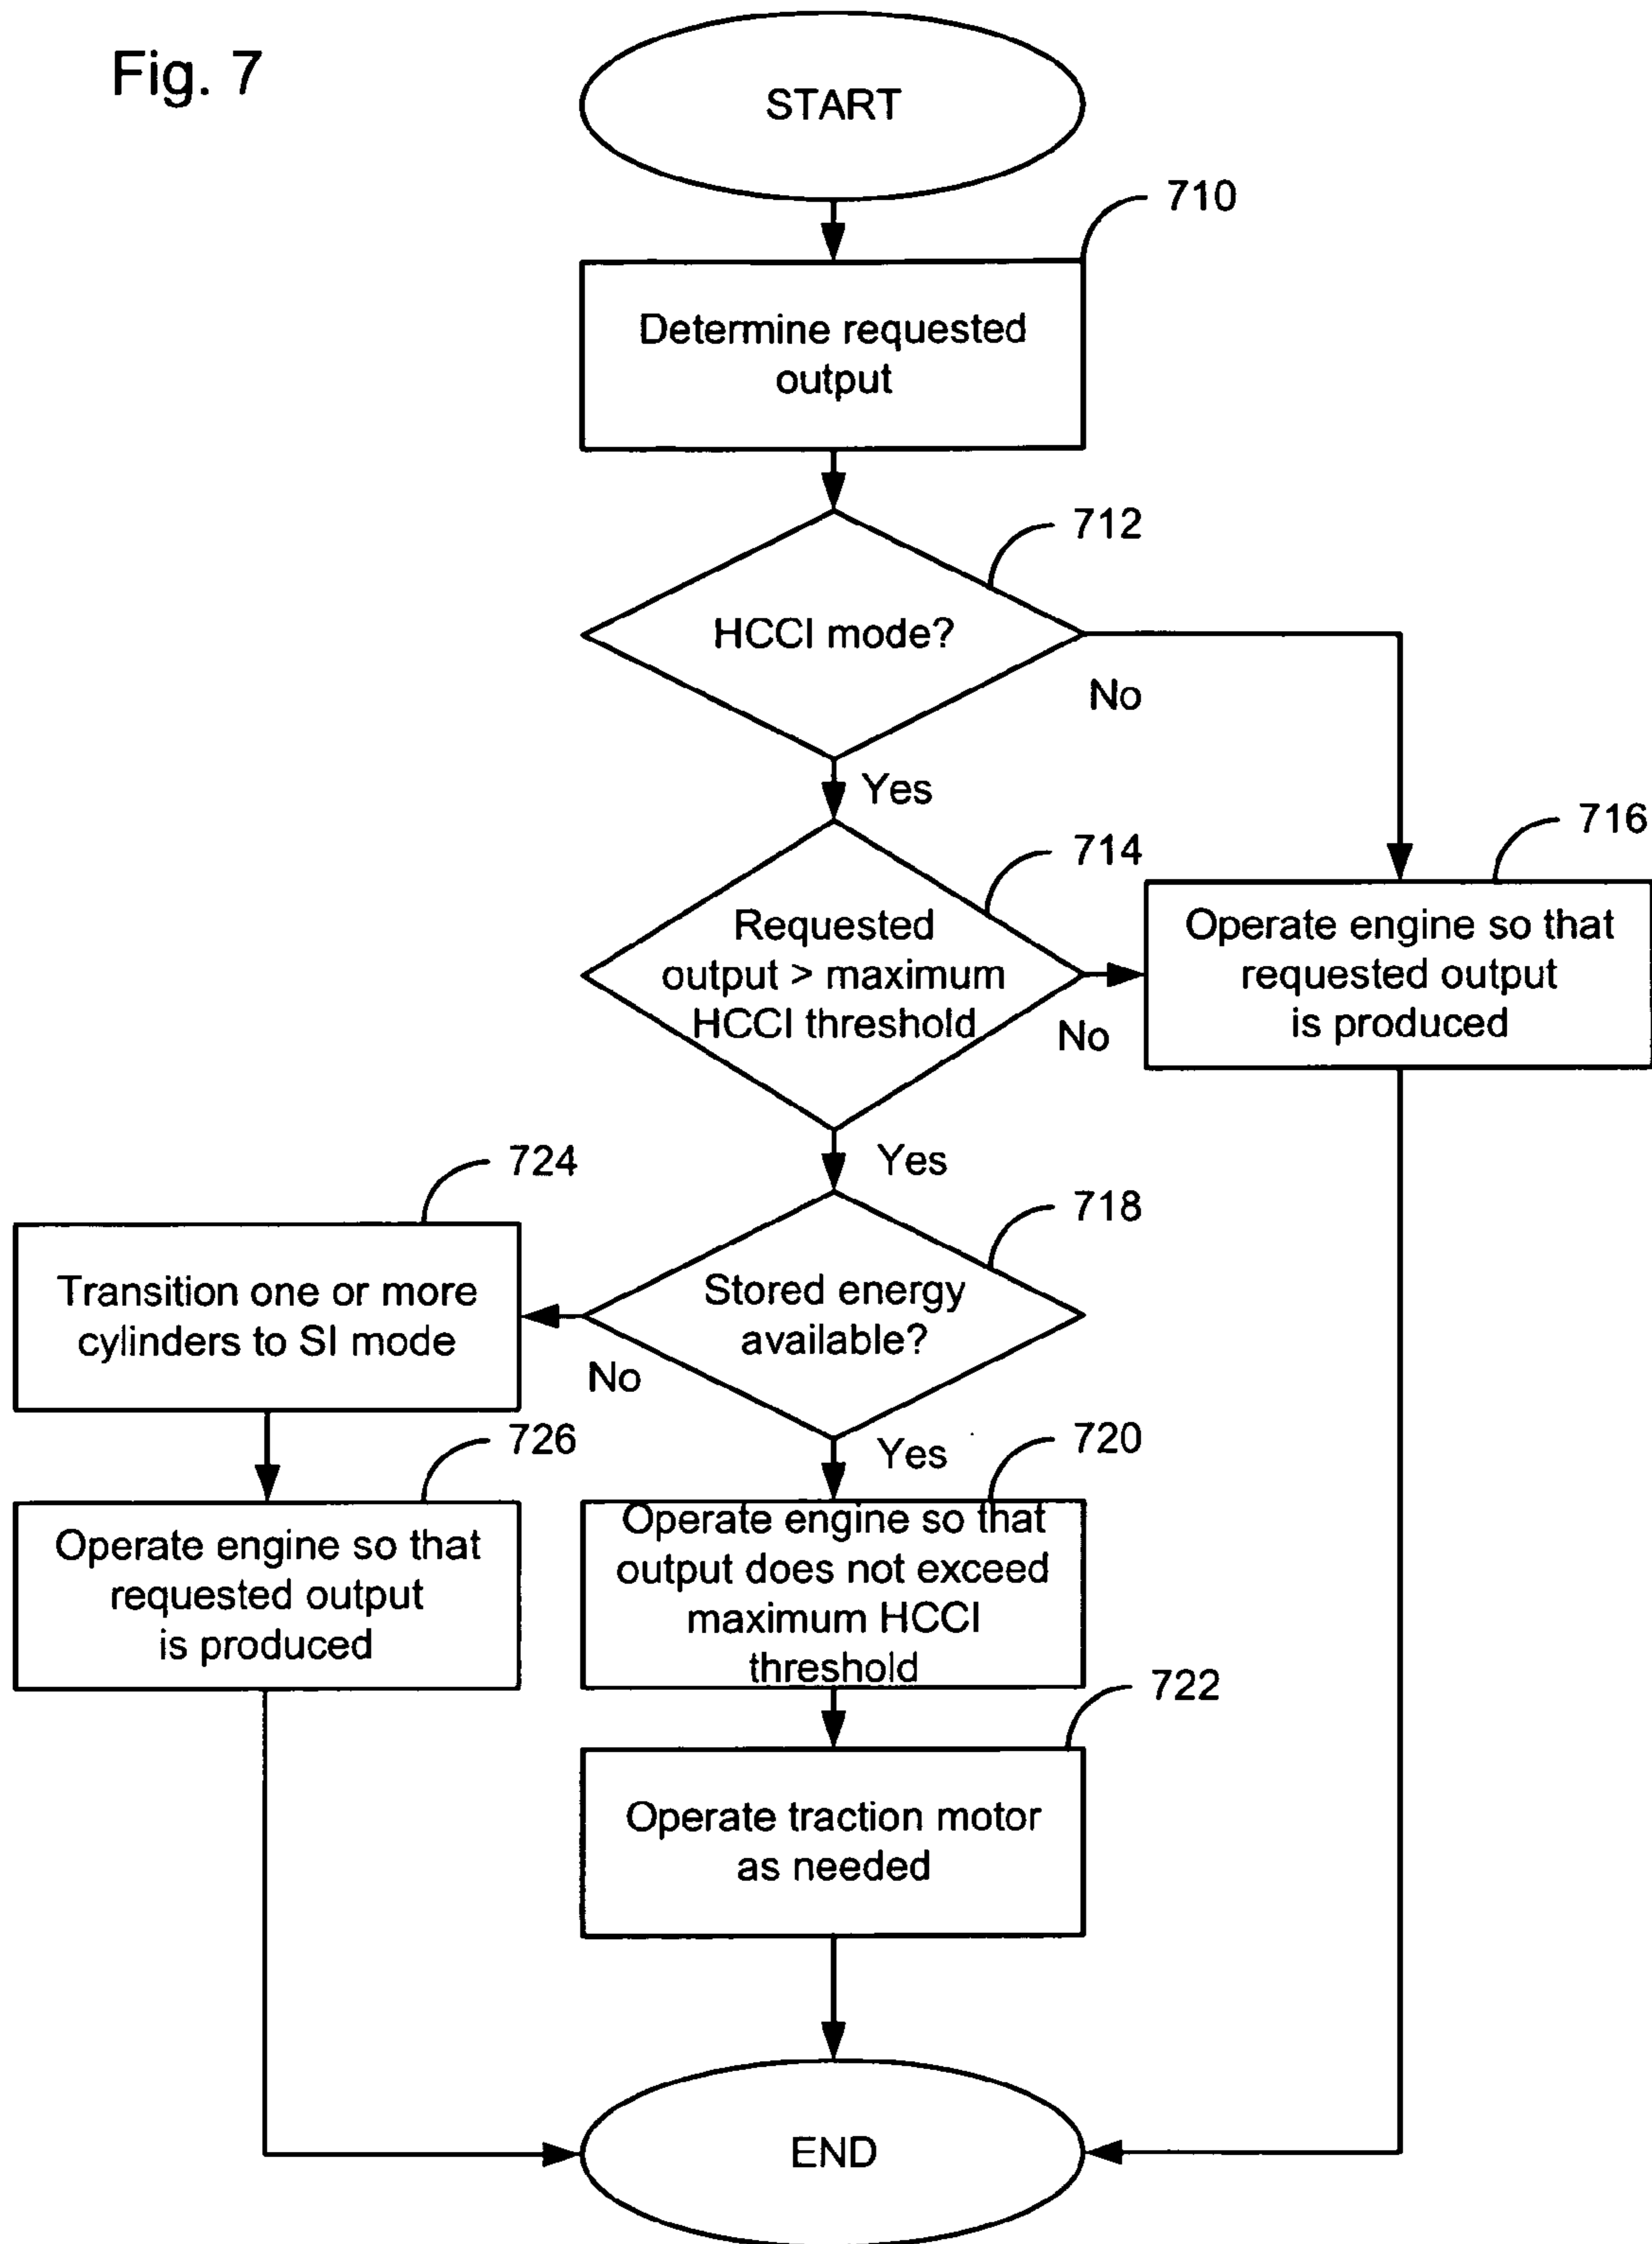 Fig. 7
START
710
Determine requested
output
712
HCCI mode?
No
Yes
714
716
Requested
output > maximum
HCCI threshold
No
Operate engine so that
requested output
is produced
Yes
724
718
Transition one or more
cylinders to SI mode
Stored energy
available?
No
Yes
726
720
Operate engine so that
requested output
is produced
Operate engine so that
output does not exceed
maximum HCCI
threshold
722
Operate traction motor
as needed
END